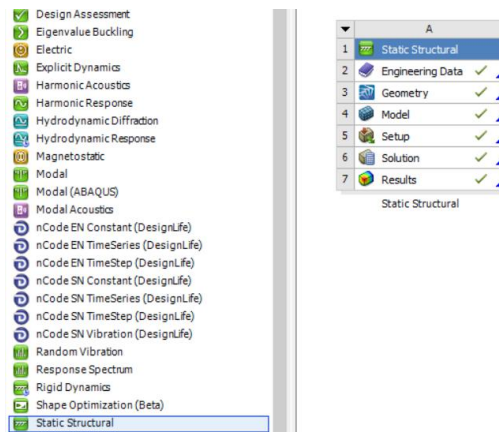 Design Assessment
Eigenvalue Buckling
Electric
Explicit Dynamics
Harmonic Acoustics
Harmonic Response
Hydrodynamic Diffraction
Hydrodynamic Response
Magnetostatic
Modal
Modal (ABAQUS)
Modal Acoustics
nCode EN Constant (DesignLife)
nCode EN TimeSeries (DesignLife)
nCode EN TimeStep (DesignLife)
nCode SN Constant (DesignLife)
nCode SN TimeSeries (DesignLife)
nCode SN TimeStep (DesignLife)
nCode SN Vibration (DesignLife)
Random Vibration
Response Spectrum
Rigid Dynamics
Shape Optimization (Beta)
Static Structural
A
1 Static Structural
2 Engineering Data
3 Geometry
4 Model
5 Setup
6 Solution
7 Results
Static Structural